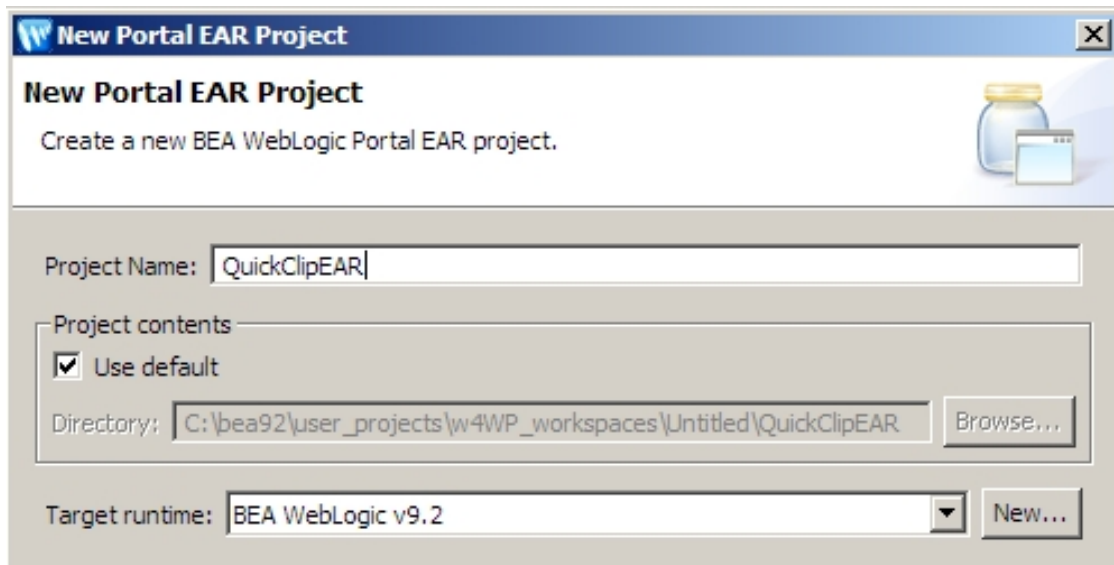 New Portal EAR Project
New Portal EAR Project
Create a new BEA WebLogic Portal EAR project.
Project Name: QuickClipEAR
Project contents
Use default
Directory: C:\bea92\user_projects\w4WP_workspaces\Untitled\QuickClipEAR Browse...
Target runtime: BEA WebLogic v9.2 New...